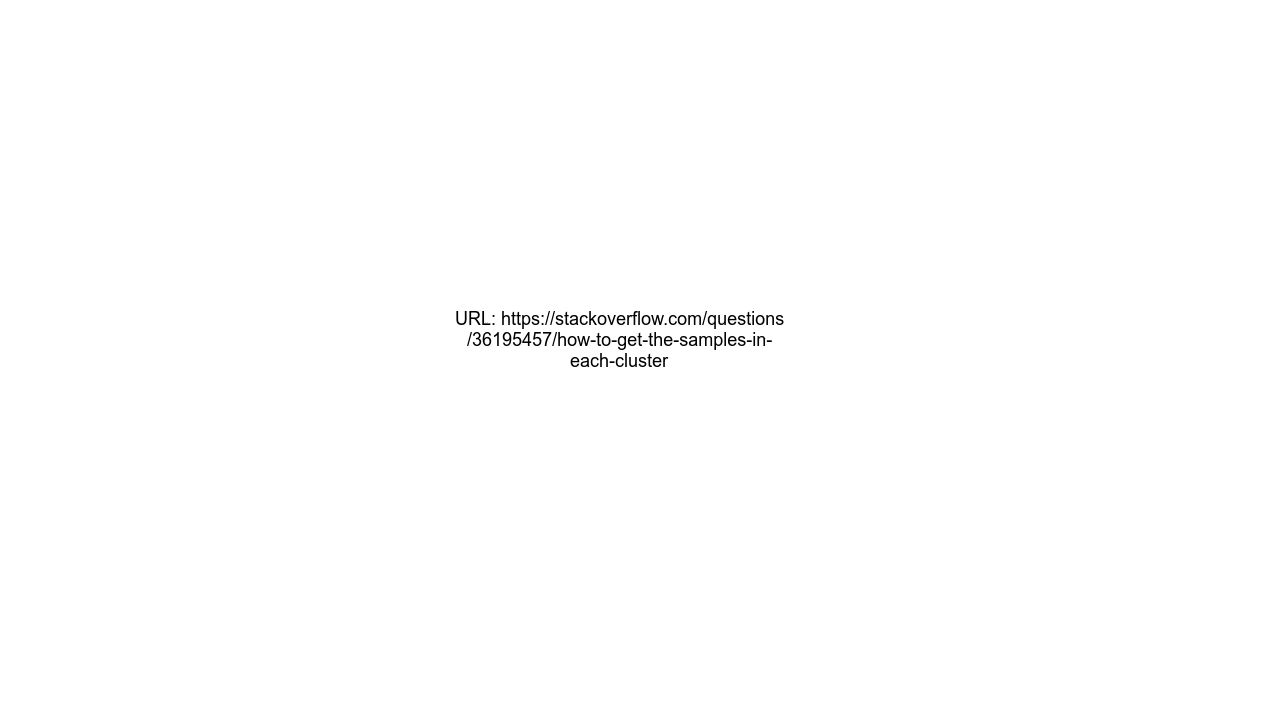 URL: https://stackoverflow.com/questions
/36195457/how-to-get-the-samples-in-
each-cluster